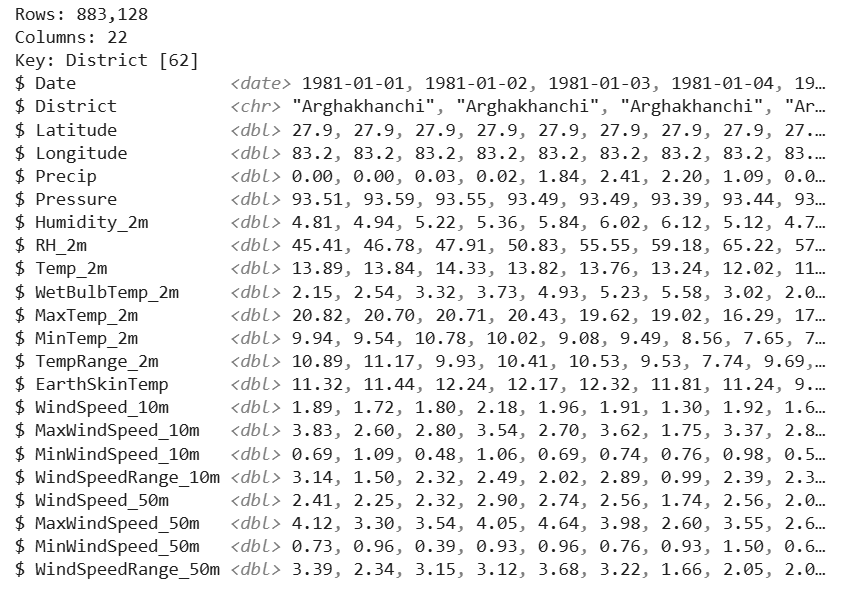 Rows: 883,128
Columns: 22
Key: District [62]
$ Date <date> 1981-01-01, 1981-01-02, 1981-01-03, 1981-01-04, 19…
$ District <chr> "Arghakhanchi", "Arghakhanchi", "Arghakhanchi", "Ar…
$ Latitude <dbl> 27.9, 27.9, 27.9, 27.9, 27.9, 27.9, 27.9, 27.9, 27.…
$ Longitude <dbl> 83.2, 83.2, 83.2, 83.2, 83.2, 83.2, 83.2, 83.2, 83.…
$ Precip <dbl> 0.00, 0.00, 0.03, 0.02, 1.84, 2.41, 2.20, 1.09, 0.0…
$ Pressure <dbl> 93.51, 93.59, 93.55, 93.49, 93.49, 93.39, 93.44, 93…
$ Humidity_2m <dbl> 4.81, 4.94, 5.22, 5.36, 5.84, 6.02, 6.12, 5.12, 4.7…
$ RH_2m <dbl> 45.41, 46.78, 47.91, 50.83, 55.55, 59.18, 65.22, 57…
$ Temp_2m <dbl> 13.89, 13.84, 14.33, 13.82, 13.76, 13.24, 12.02, 11…
$ WetBulbTemp_2m <dbl> 2.15, 2.54, 3.32, 3.73, 4.93, 5.23, 5.58, 3.02, 2.0…
$ MaxTemp_2m <dbl> 20.82, 20.70, 20.71, 20.43, 19.62, 19.02, 16.29, 17…
$ MinTemp_2m <dbl> 9.94, 9.54, 10.78, 10.02, 9.08, 9.49, 8.56, 7.65, 7…
$ TempRange_2m <dbl> 10.89, 11.17, 9.93, 10.41, 10.53, 9.53, 7.74, 9.69,…
$ EarthSkinTemp <dbl> 11.32, 11.44, 12.24, 12.17, 12.32, 11.81, 11.24, 9.…
$ WindSpeed_10m <dbl> 1.89, 1.72, 1.80, 2.18, 1.96, 1.91, 1.30, 1.92, 1.6…
$ MaxWindSpeed_10m <dbl> 3.83, 2.60, 2.80, 3.54, 2.70, 3.62, 1.75, 3.37, 2.8…
$ MinWindSpeed_10m <dbl> 0.69, 1.09, 0.48, 1.06, 0.69, 0.74, 0.76, 0.98, 0.5…
$ WindSpeedRange_10m <dbl> 3.14, 1.50, 2.32, 2.49, 2.02, 2.89, 0.99, 2.39, 2.3…
$ WindSpeed_50m <dbl> 2.41, 2.25, 2.32, 2.90, 2.74, 2.56, 1.74, 2.56, 2.0…
$ MaxWindSpeed_50m <dbl> 4.12, 3.30, 3.54, 4.05, 4.64, 3.98, 2.60, 3.55, 2.6…
$ MinWindSpeed_50m <dbl> 0.73, 0.96, 0.39, 0.93, 0.96, 0.76, 0.93, 1.50, 0.6…
$ WindSpeedRange_50m <dbl> 3.39, 2.34, 3.15, 3.12, 3.68, 3.22, 1.66, 2.05, 2.0…